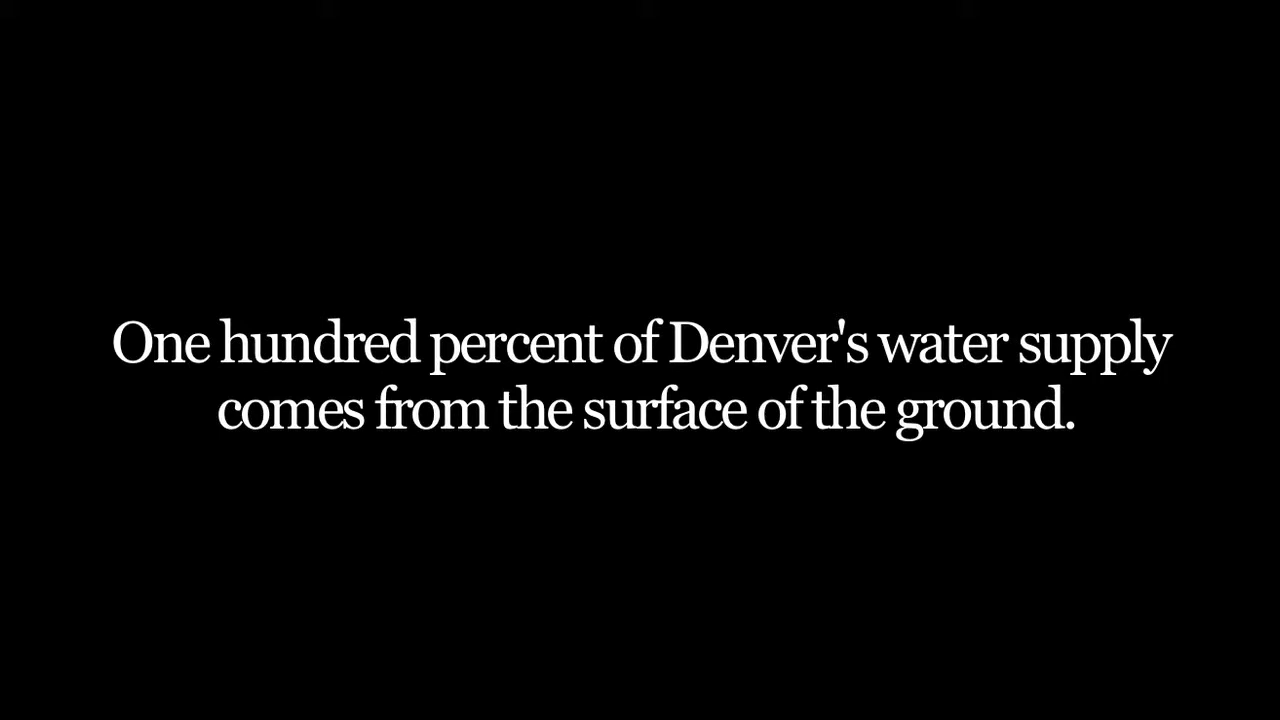 One hundred percent of Denver's water supply
comes from the surface of the ground.